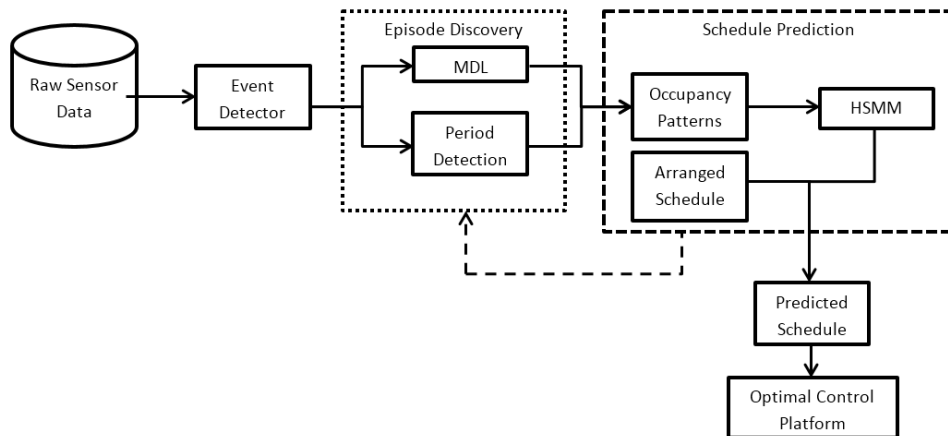 Episode Discovery
Schedule Prediction
Raw Sensor
Data
Event
Detector
MDL
Period
Detection
Occupancy
Patterns
HSMM
Arranged
Schedule
Predicted
Schedule
Optimal Control
Platform